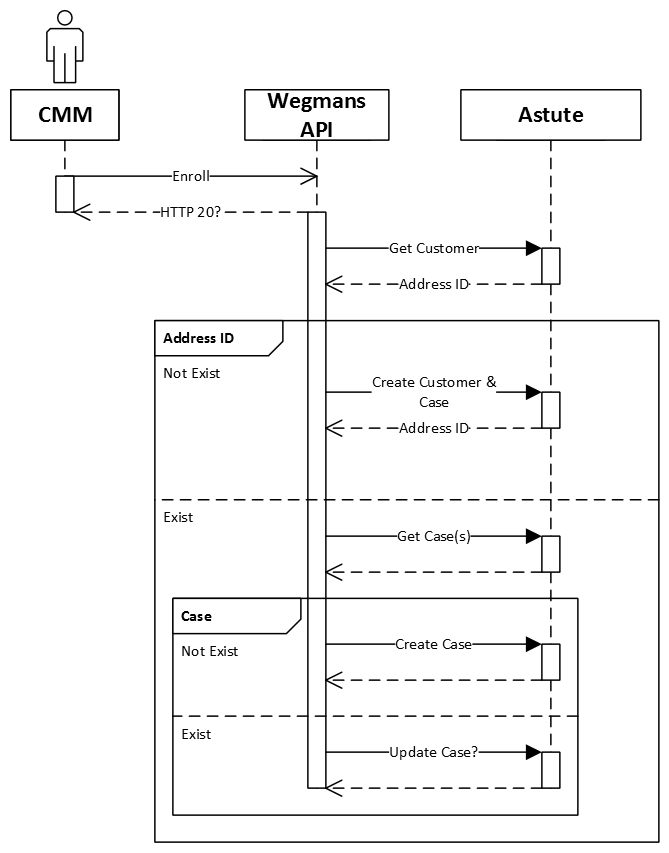 CMM
Wegmans
API
Astute
Enroll
HTTP 20?
Get Customer
Address ID
Address ID
Not Exist
Create Customer &
Case
Address ID
Exist
Get Case(s)
Case
Not Exist
Create Case
Exist
Update Case?